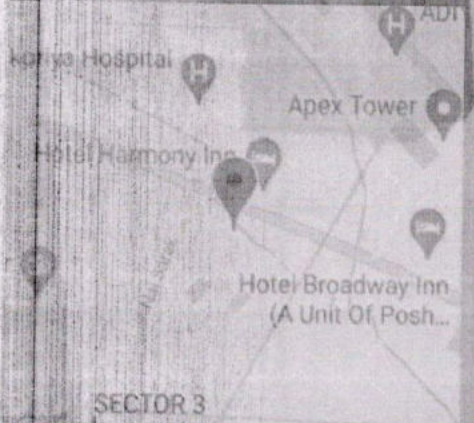 Hospital
ADI
Apex Tower
Hotel Harmony Inn
Hotel Broadway Inn
(A Unit Of Posh...
SECTOR 3